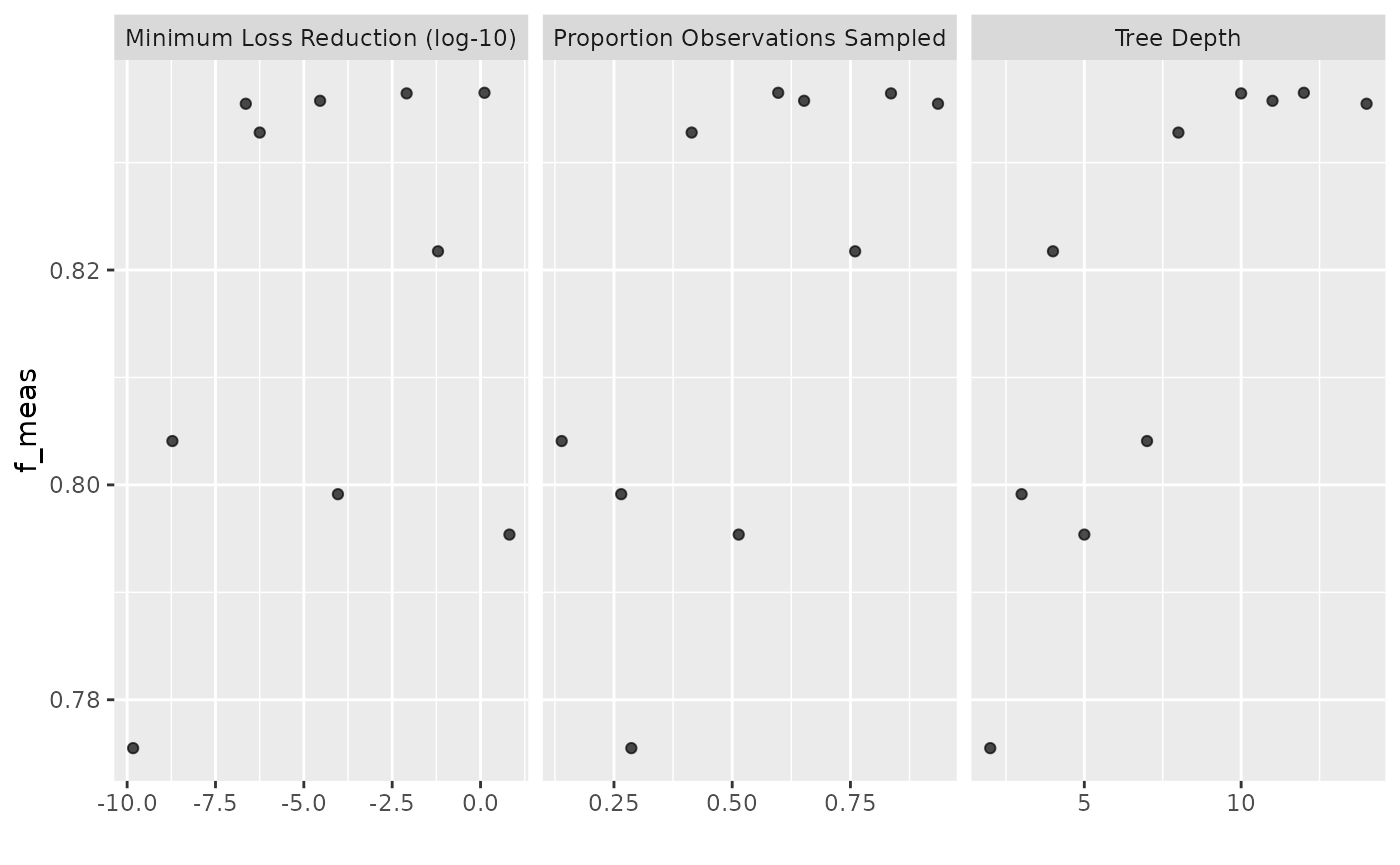 Minimum Loss Reduction (log-10) Proportion Observations Sampled Tree Depth
0.82
0.80
0.78
f_meas
-10.0 -7.5 -5.0 -2.5 0.0 0.25 0.50 0.75 5 10